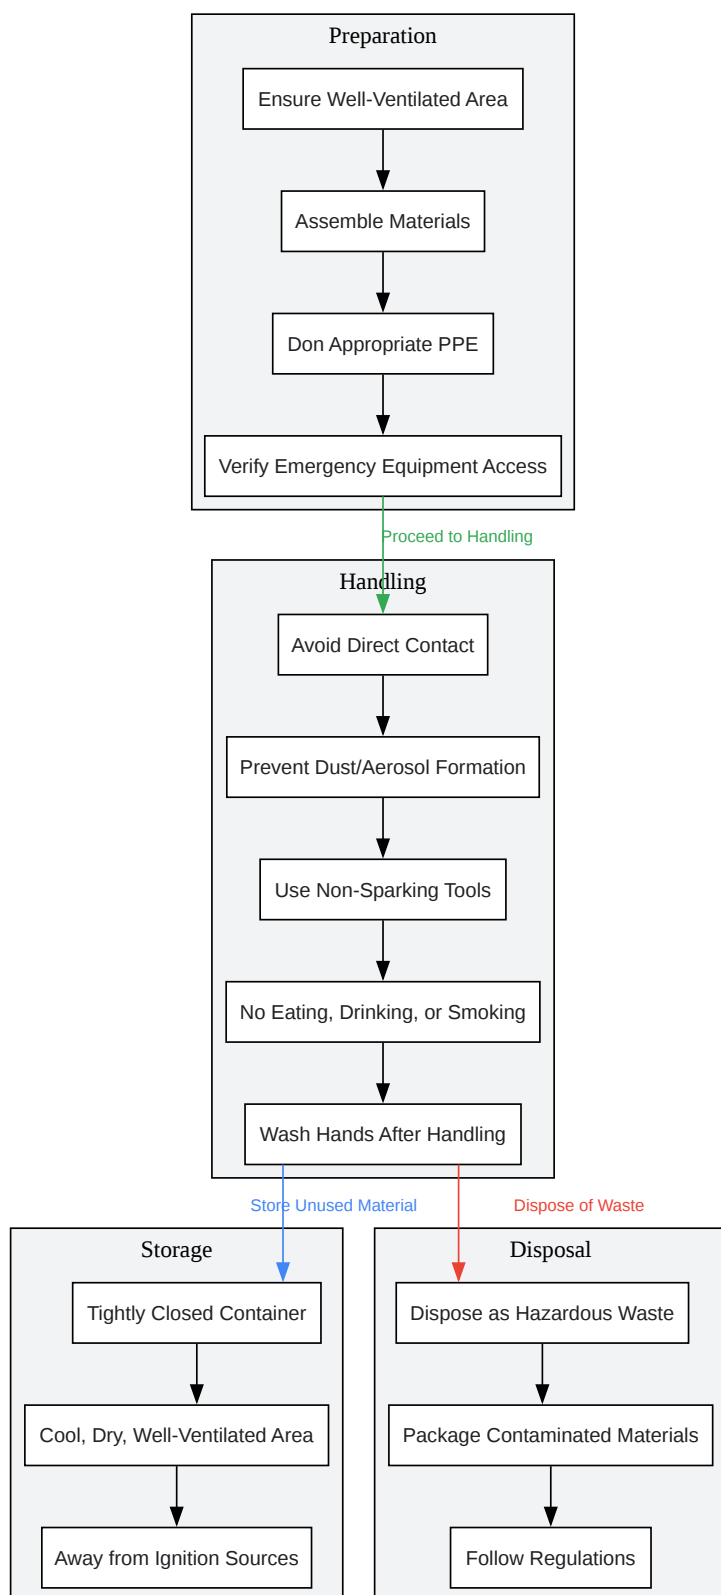 Preparation
Ensure Well-Ventilated Area
Assemble Materials
Don Appropriate PPE
Verify Emergency Equipment Access
Proceed to Handling
Handling
Avoid Direct Contact
Prevent Dust/Aerosol Formation
Use Non-Sparking Tools
No Eating, Drinking, or Smoking
Wash Hands After Handling
Store Unused Material
Dispose of Waste
Storage
Tightly Closed Container
Cool, Dry, Well-Ventilated Area
Away from Ignition Sources
Disposal
Dispose as Hazardous Waste
Package Contaminated Materials
Follow Regulations